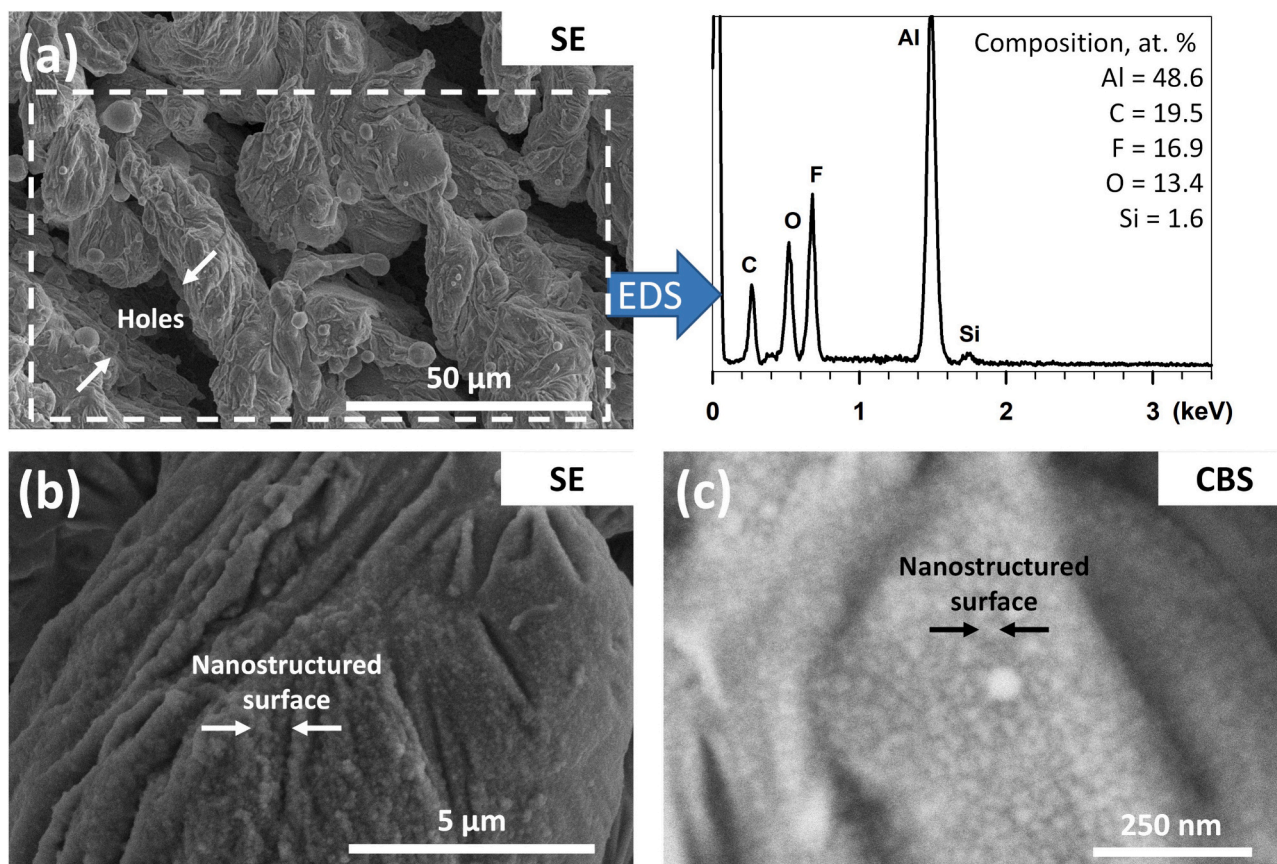 (a)
SE
Holes
50 µm
EDS
Al
Composition, at. %
Al = 48.6
C = 19.5
F = 16.9
O = 13.4
Si = 1.6
F
O
C
Si
0 1 2 3 (keV)
(b)
SE
Nanostructured
surface
5 µm
(c)
CBS
Nanostructured
surface
250 nm